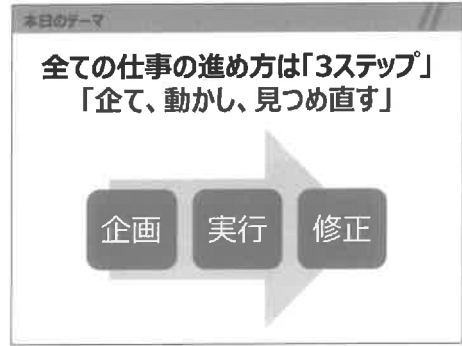 本日のテーマ
全ての仕事の進め方は「3ステップ」
「企て、動かし、見つめ直す」
企画 実行 修正